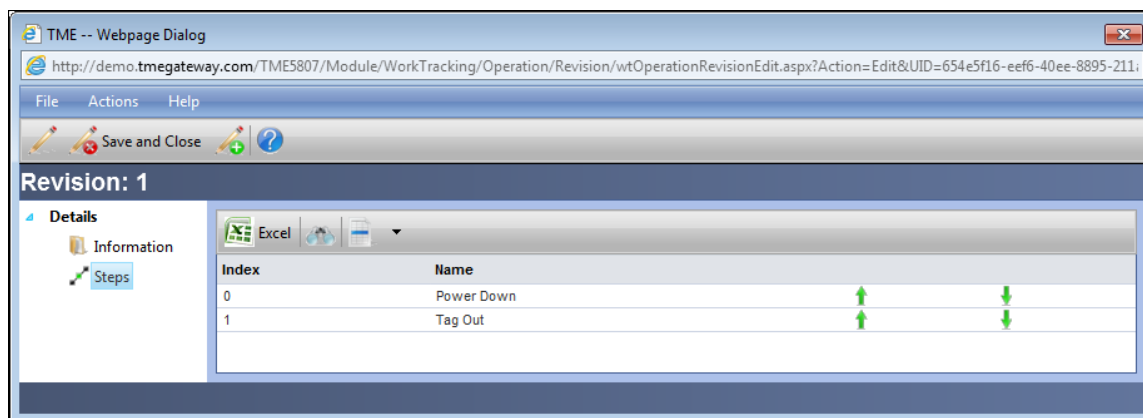 TME -- Webpage Dialog
http://demo.tmegateway.com/TME5807/Module/WorkTracking/Operation/Revision/wtOperationRevisionEdit.aspx?Action=Edit&UID=654e5f16-eef6-40ee-8895-211
File Actions Help
Save and Close
Revision: 1
Details
Information
Steps
Excel
Index Name
0 Power Down
1 Tag Out